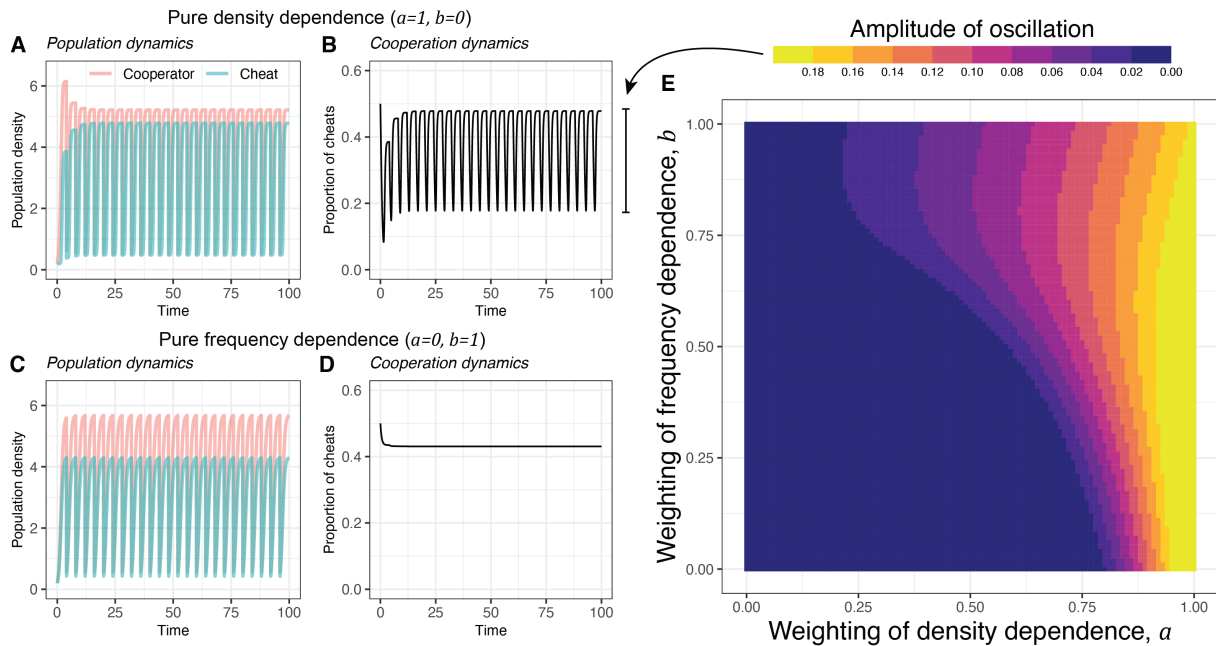 Pure density dependence (a=1, b=0)
A Population dynamics
B Cooperation dynamics
Cooperator Cheat
Population density
6
4
2
0
0 25 50 75 100
Time
Proportion of cheats
0.6
0.4
0.2
0.0
0 25 50 75 100
Time
Pure frequency dependence (a=0, b=1)
C Population dynamics
D Cooperation dynamics
Population density
6
4
2
0
0 25 50 75 100
Time
Proportion of cheats
0.6
0.4
0.2
0.0
0 25 50 75 100
Time
Amplitude of oscillation
0.18 0.16 0.14 0.12 0.10 0.08 0.06 0.04 0.02 0.00
E
Weighting of frequency dependence, b
1.00
0.75
0.50
0.25
0.00
0.00 0.25 0.50 0.75 1.00
Weighting of density dependence, a